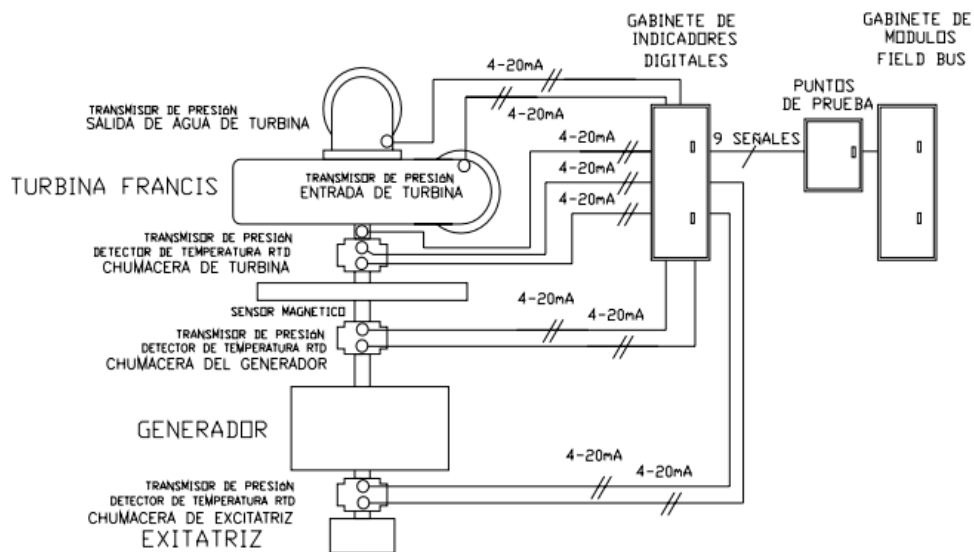 GABINETE DE
INDICADORES
DIGITALES
GABINETE DE
MODULOS
FIELD BUS
4-20mA
4-20mA
PUNTOS
DE PRUEBA
9 SEÑALES
TRANSMISOR DE PRESIÓN
SALIDA DE AGUA DE TURBINA
4-20mA
4-20mA
4-20mA
TURBINA FRANCIS
TRANSMISOR DE PRESIÓN
ENTRADA DE TURBINA
TRANSMISOR DE PRESIÓN
DETECTOR DE TEMPERATURA RTD
CHUMACERA DE TURBINA
SENSOR MAGNETICO
4-20mA
4-20mA
TRANSMISOR DE PRESIÓN
DETECTOR DE TEMPERATURA RTD
CHUMACERA DEL GENERADOR
GENERADOR
4-20mA
4-20mA
TRANSMISOR DE PRESIÓN
DETECTOR DE TEMPERATURA RTD
CHUMACERA DE EXCITATRIZ
EXITATRIZ